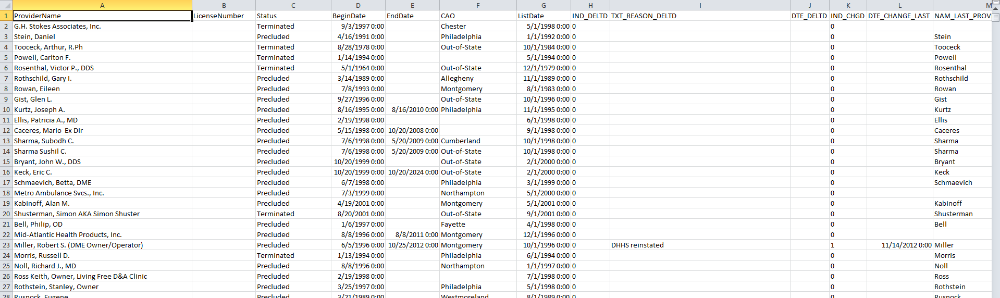 A B C D E F G H I J K L M
1 ProviderName LicenseNumber Status BeginDate EndDate CAO ListDate IND_DELTD TXT_REASON_DELTD DTE_DELTD IND_CHGD DTE_CHANGE_LAST NAM_LAST_PROV
2 G.H. Stokes Associates, Inc. Terminated 9/3/1997 0:00 Chester 5/1/1998 0:00 0 0
3 Stein, Daniel Precluded 4/16/1991 0:00 Philadelphia 1/1/1992 0:00 0 0 Stein
4 Tooceck, Arthur, R.Ph Terminated 8/28/1978 0:00 Out-of-State 10/1/1984 0:00 0 0 Tooceck
5 Powell, Carlton F. Terminated 1/14/1994 0:00 5/1/1994 0:00 0 0 Powell
6 Rosenthal, Victor P., DDS Terminated 5/1/1964 0:00 Out-of-State 12/1/1979 0:00 0 0 Rosenthal
7 Rothschild, Gary I. Precluded 3/14/1989 0:00 Allegheny 11/1/1989 0:00 0 0 Rothschild
8 Rowan, Eileen Precluded 7/8/1993 0:00 Montgomery 8/1/1983 0:00 0 0 Rowan
9 Gist, Glen L. Precluded 9/27/1996 0:00 Out-of-State 10/1/1996 0:00 0 0 Gist
10 Kurtz, Joseph A. Precluded 8/16/1995 0:00 8/16/2010 0:00 Philadelphia 11/1/1995 0:00 0 0 Kurtz
11 Ellis, Patricia A., MD Precluded 2/19/1998 0:00 6/1/1998 0:00 0 0 Ellis
12 Caceres, Mario  Ex Dir Precluded 5/15/1998 0:00 10/20/2008 0:00 9/1/1998 0:00 0 0 Caceres
13 Sharma, Subodh C. Precluded 7/6/1998 0:00 5/20/2009 0:00 Cumberland 10/1/1998 0:00 0 0 Sharma
14 Sharma Sushil C. Precluded 7/6/1998 0:00 5/20/2009 0:00 Out-of-State 10/1/1998 0:00 0 0 Sharma
15 Bryant, John W., DDS Precluded 10/20/1999 0:00 Out-of-State 2/1/2000 0:00 0 0 Bryant
16 Keck, Eric C. Precluded 10/20/1999 0:00 10/20/2024 0:00 Out-of-State 2/1/2000 0:00 0 0 Keck
17 Schmaevich, Betta, DME Precluded 6/7/1998 0:00 Philadelphia 3/1/1999 0:00 0 0 Schmaevich
18 Metro Ambulance Svcs., Inc. Precluded 7/3/1999 0:00 Northampton 5/1/2000 0:00 0 0
19 Kabinoff, Alan M. Precluded 4/19/2001 0:00 Montgomery 5/1/2001 0:00 0 0 Kabinoff
20 Shusterman, Simon AKA Simon Shuster Terminated 8/20/2001 0:00 Out-of-State 9/1/2001 0:00 0 0 Shusterman
21 Bell, Philip, OD Precluded 1/6/1997 0:00 Fayette 4/1/1998 0:00 0 0 Bell
22 Mid-Atlantic Health Products, Inc. Precluded 8/8/1996 0:00 8/8/2011 0:00 Montgomery 12/1/1996 0:00 0 0
23 Miller, Robert S. (DME Owner/Operator) Precluded 6/5/1996 0:00 10/25/2012 0:00 Montgomery 10/1/1996 0:00 0 DHHS reinstated 1 11/14/2012 0:00 Miller
24 Morris, Russell D. Terminated 1/13/1994 0:00 Philadelphia 6/1/1994 0:00 0 0 Morris
25 Noll, Richard J., MD Precluded 8/8/1996 0:00 Northampton 1/1/1997 0:00 0 0 Noll
26 Ross Keith, Owner, Living Free D&A Clinic Precluded 2/19/1998 0:00 7/1/1998 0:00 0 0 Ross
27 Rothstein, Stanley, Owner Precluded 3/25/1997 0:00 Philadelphia 5/1/1998 0:00 0 0 Rothstein
28 Rusnock, Eugene Precluded 3/21/1989 0:00 Westmoreland 8/1/1989 0:00 0 0 Rusnock